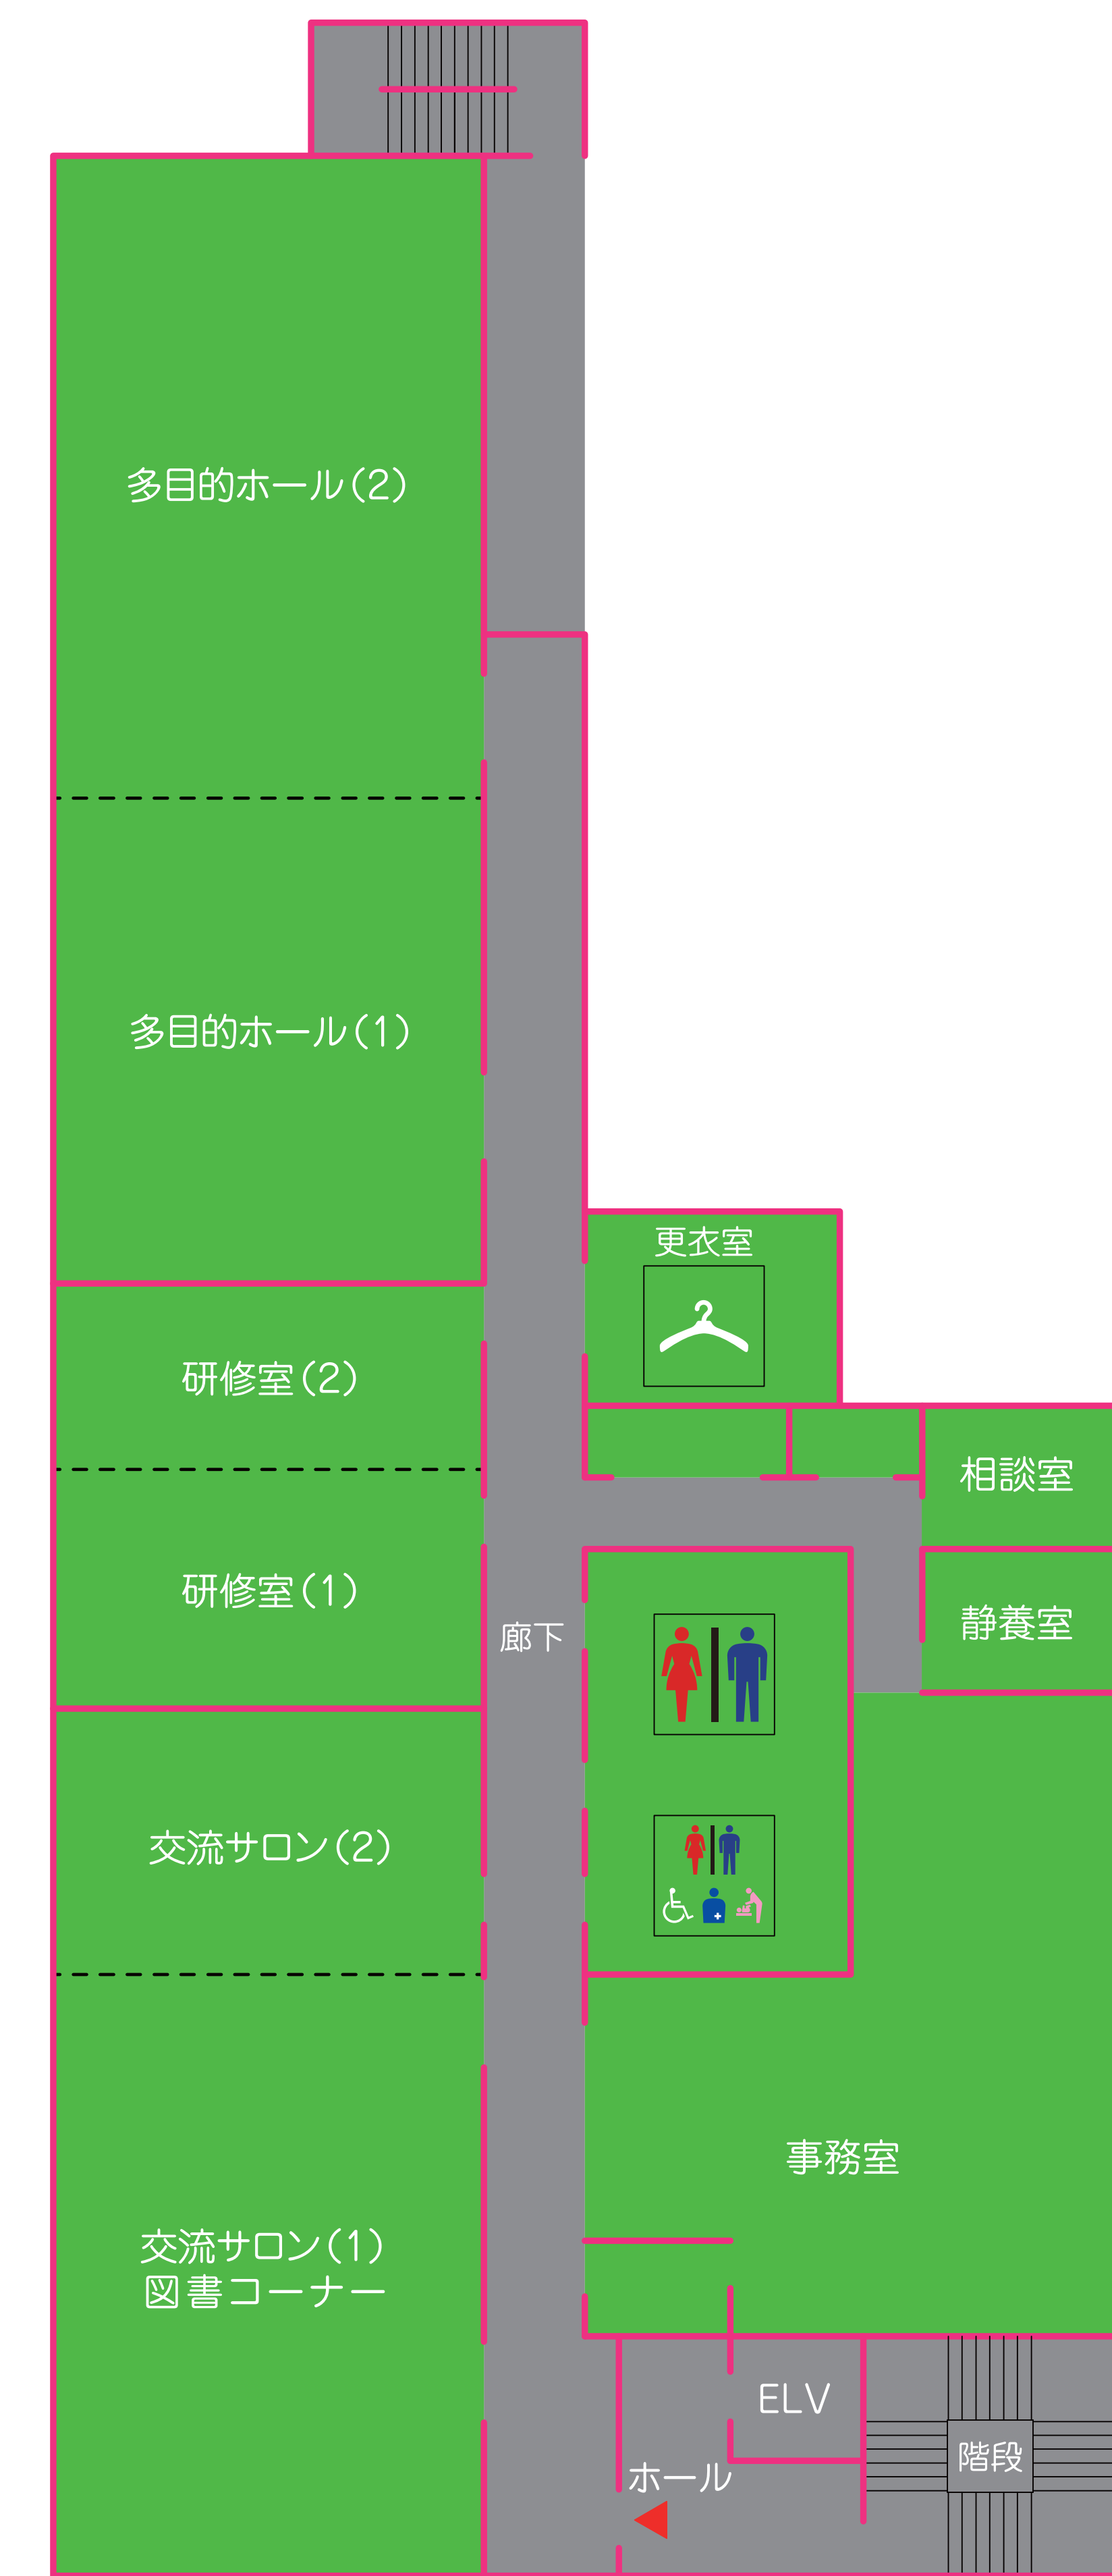 多目的ホール(2)
多目的ホール(1)
更衣室
研修室(2)
相談室
研修室(1)
静養室
廊下
交流サロン(2)
事務室
交流サロン(1)
図書コーナー
ELV
階段
ホール